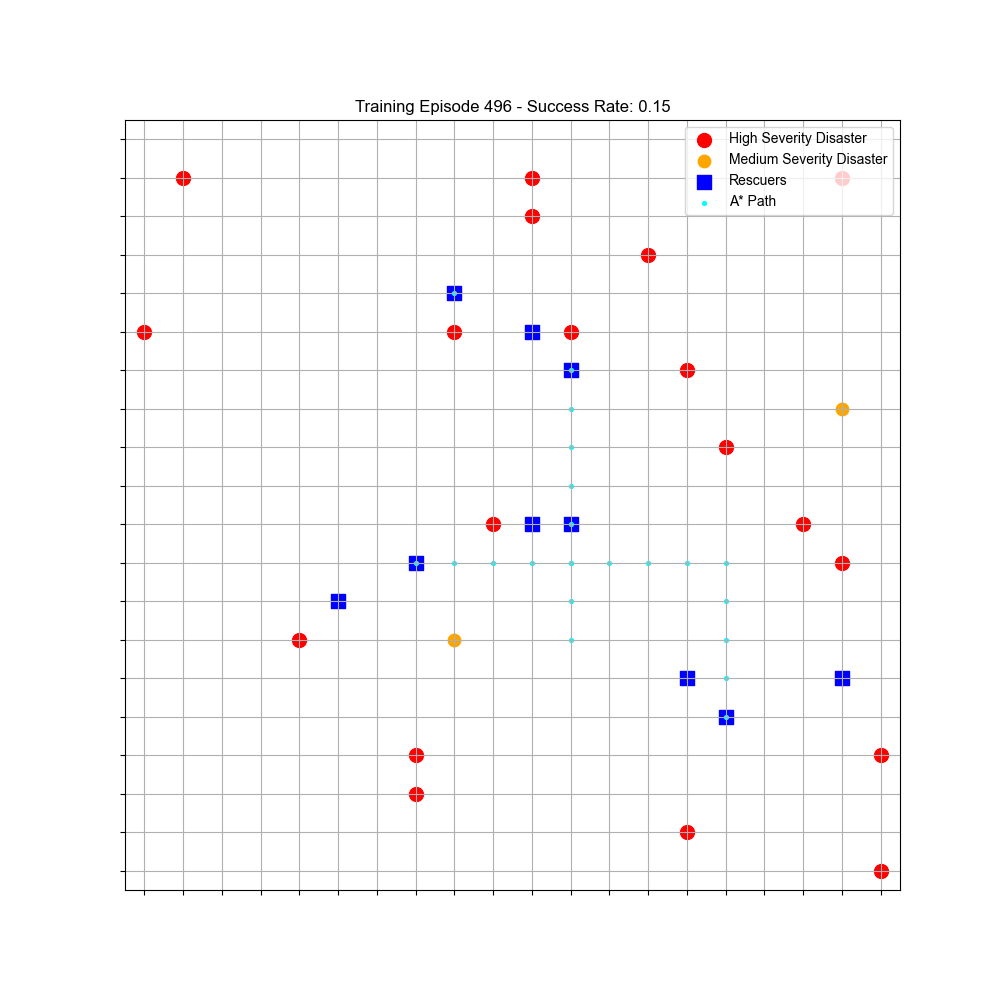 Training Episode 496 - Success Rate: 0.15
High Severity Disaster
Medium Severity Disaster
Rescuers
A* Path